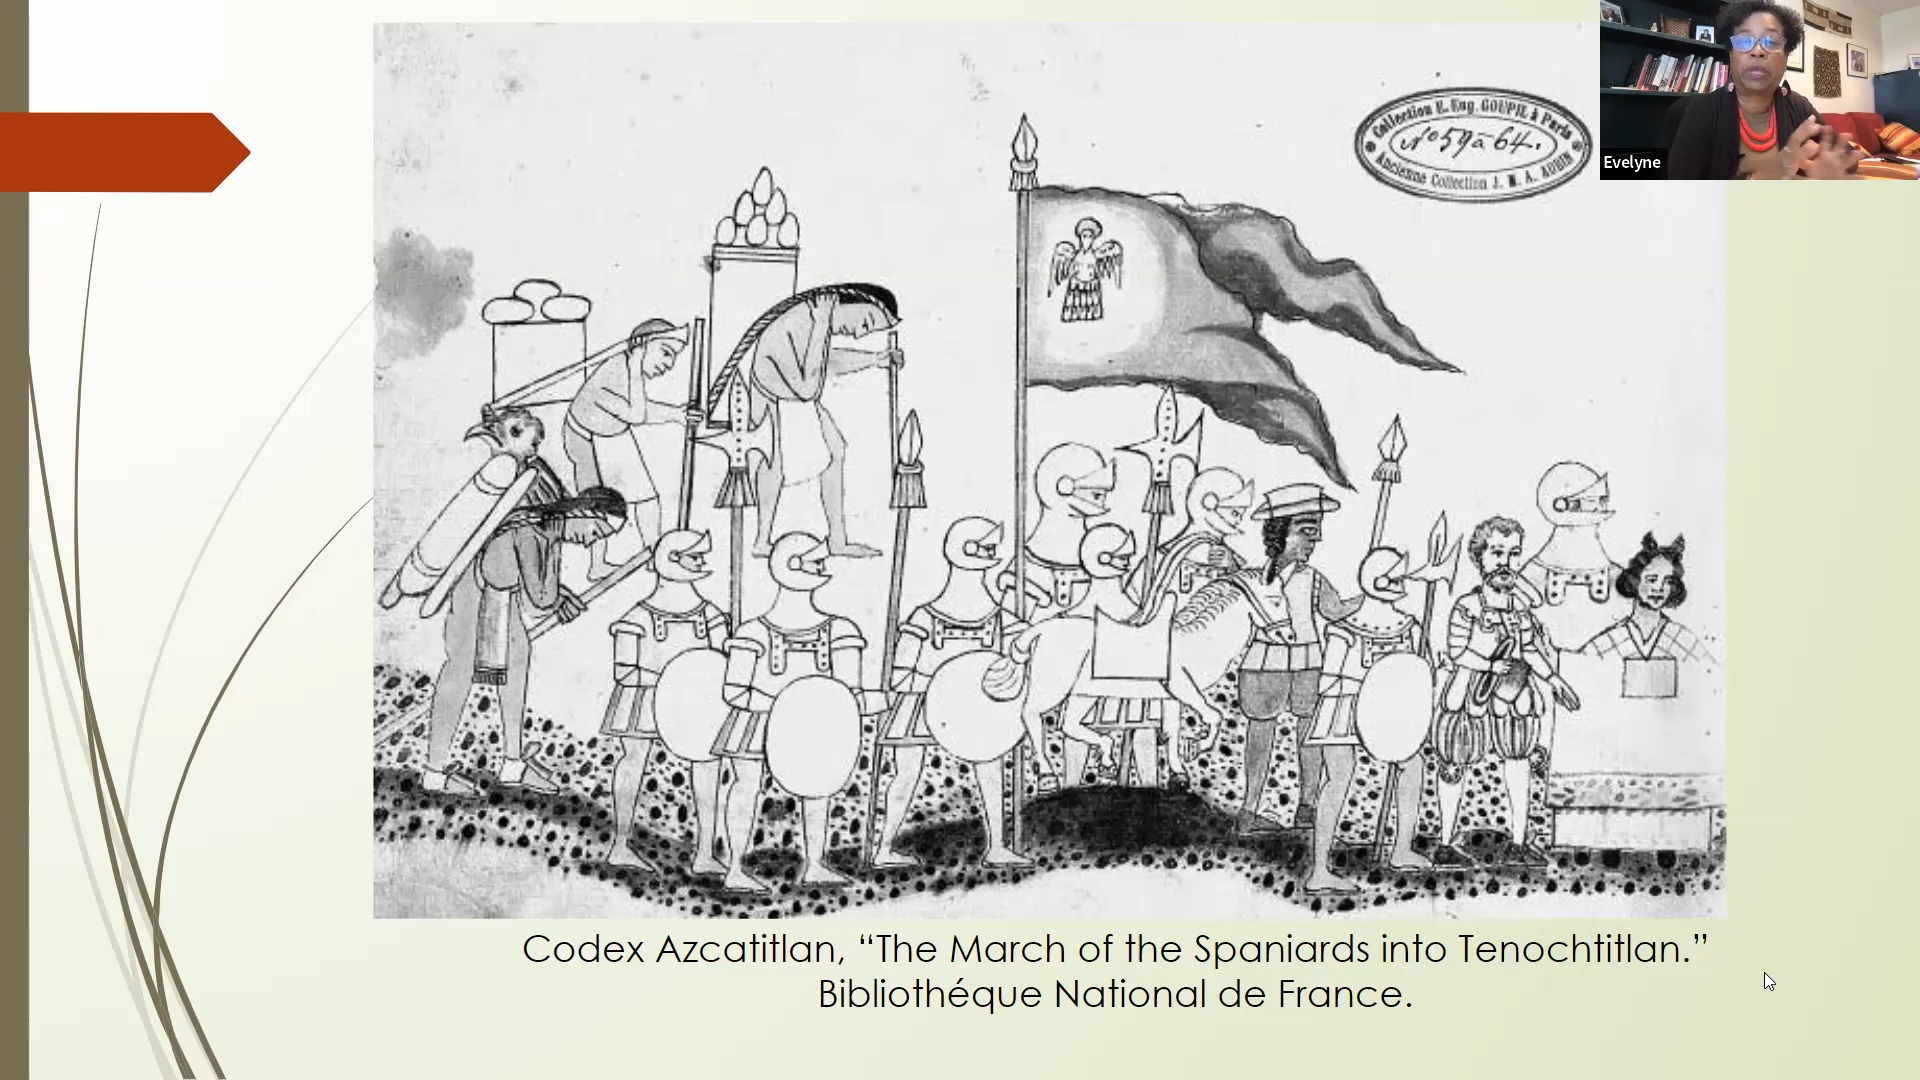 Collection E. Eug. GOUPIL à Paris
Nº 59 à 64.
Ancienne Collection J. M. A. AUBIN
Evelyne
Codex Azcatitlan, “The March of the Spaniards into Tenochtitlan.”
Bibliothéque National de France.